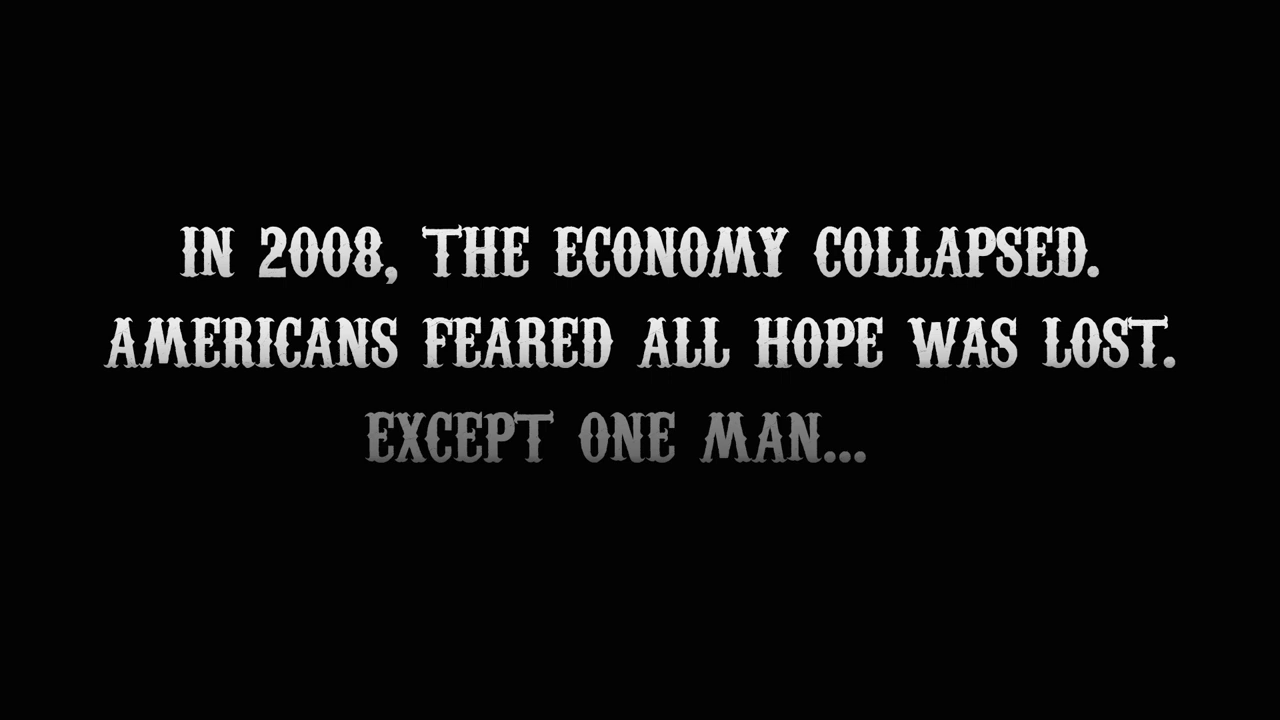 IN 2008, THE ECONOMY COLLAPSED.
AMERICANS FEARED ALL HOPE WAS LOST.
EXCEPT ONE MAN...